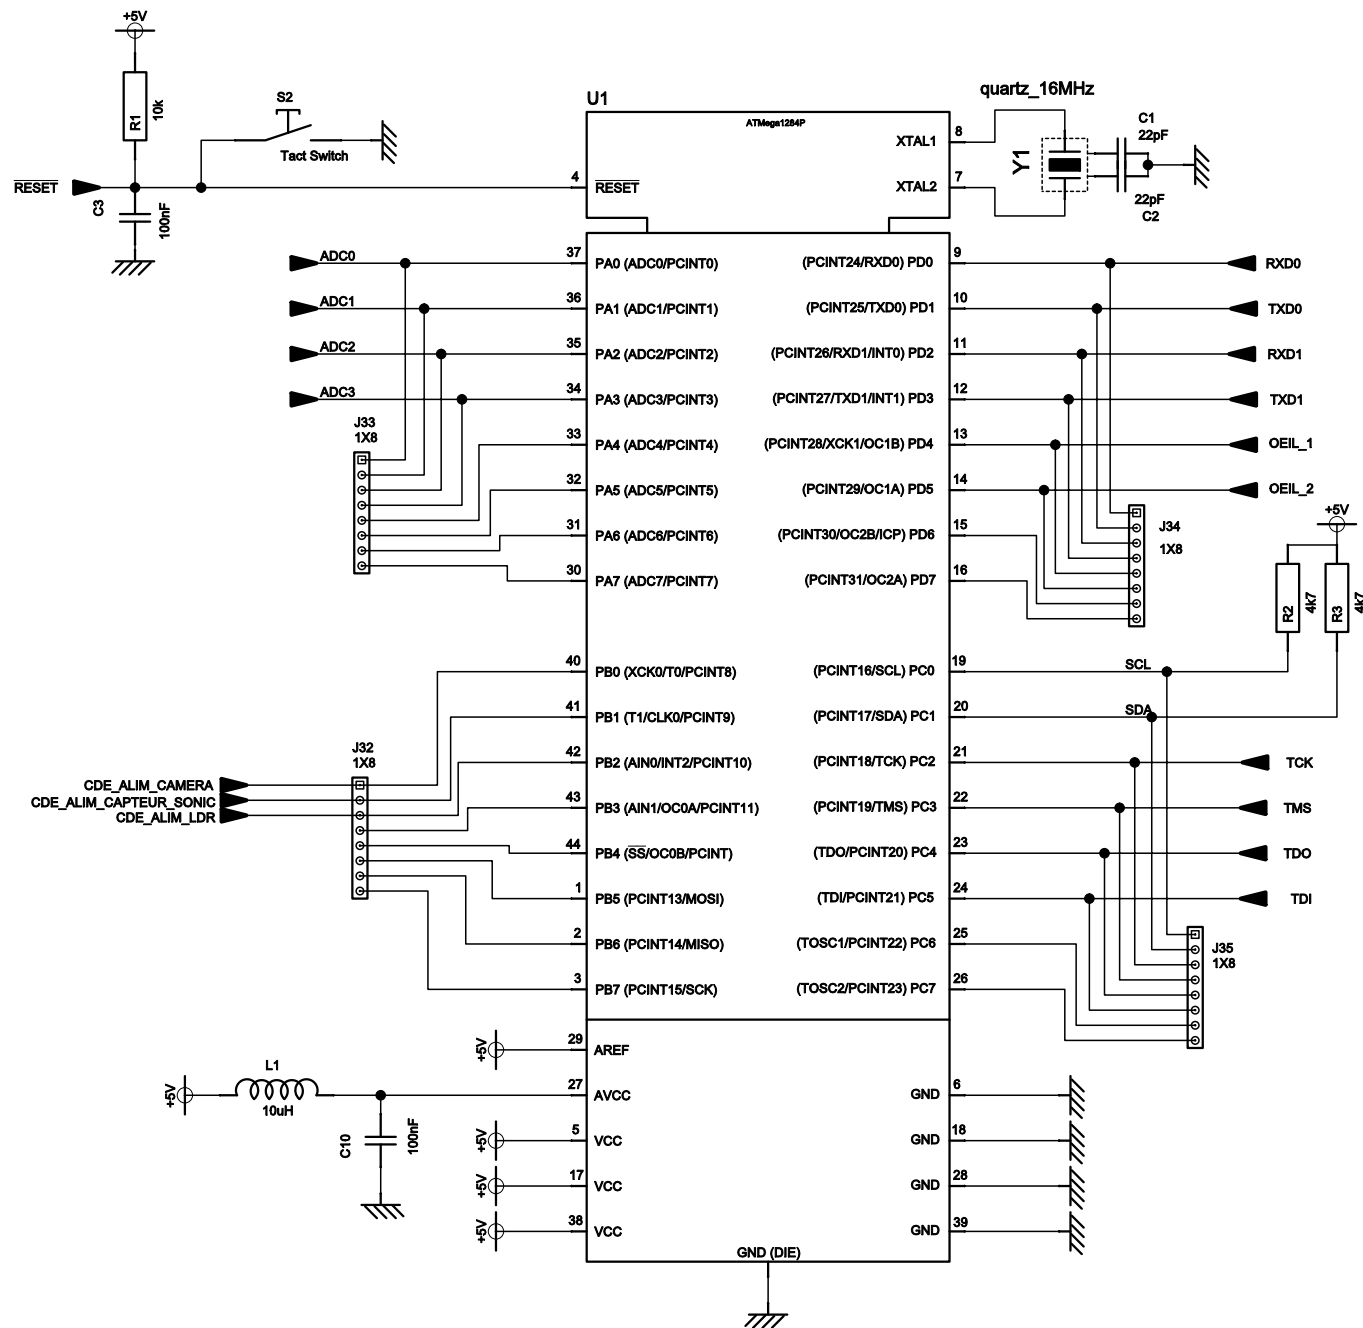 +5V
R1
10k
S2
Tact Switch
RESET
C3
100nF
U1
ATMega1284P
quartz_16MHz
Y1
C1
22pF
22pF
C2
4
RESET
XTAL1
8
XTAL2
7
ADC0
37
PA0 (ADC0/PCINT0)
(PCINT24/RXD0) PD0
9
RXD0
ADC1
36
PA1 (ADC1/PCINT1)
(PCINT25/TXD0) PD1
10
TXD0
ADC2
35
PA2 (ADC2/PCINT2)
(PCINT26/RXD1/INT0) PD2
11
RXD1
ADC3
34
PA3 (ADC3/PCINT3)
(PCINT27/TXD1/INT1) PD3
12
TXD1
J33
1X8
33
PA4 (ADC4/PCINT4)
(PCINT28/XCK1/OC1B) PD4
13
OEIL_1
32
PA5 (ADC5/PCINT5)
(PCINT29/OC1A) PD5
14
OEIL_2
31
PA6 (ADC6/PCINT6)
(PCINT30/OC2B/ICP) PD6
15
J34
1X8
30
PA7 (ADC7/PCINT7)
(PCINT31/OC2A) PD7
16
+5V
R2
4k7
R3
4k7
40
PB0 (XCK0/T0/PCINT8)
(PCINT16/SCL) PC0
19
SCL
41
PB1 (T1/CLK0/PCINT9)
(PCINT17/SDA) PC1
20
SDA
J32
1X8
42
PB2 (AIN0/INT2/PCINT10)
(PCINT18/TCK) PC2
21
TCK
CDE_ALIM_CAMERA
CDE_ALIM_CAPTEUR_SONIC
CDE_ALIM_LDR
43
PB3 (AIN1/OC0A/PCINT11)
(PCINT19/TMS) PC3
22
TMS
44
PB4 (SS/OC0B/PCINT)
(TDO/PCINT20) PC4
23
TDO
1
PB5 (PCINT13/MOSI)
(TDI/PCINT21) PC5
24
TDI
2
PB6 (PCINT14/MISO)
(TOSC1/PCINT22) PC6
25
J35
1X8
3
PB7 (PCINT15/SCK)
(TOSC2/PCINT23) PC7
26
+5V
29
AREF
+5V
L1
10uH
C10
100nF
27
AVCC
GND
6
+5V
5
VCC
GND
18
+5V
17
VCC
GND
28
+5V
38
VCC
GND
39
GND (DIE)